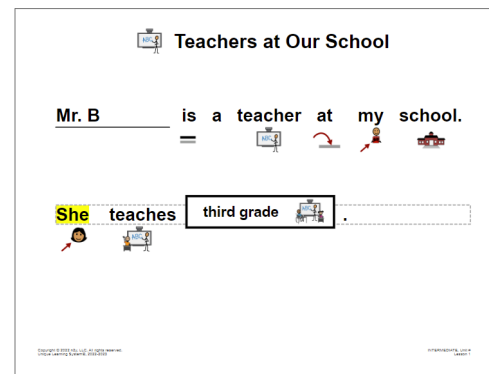 Teachers at Our School
Mr. B is a teacher at my school.
She teaches third grade .